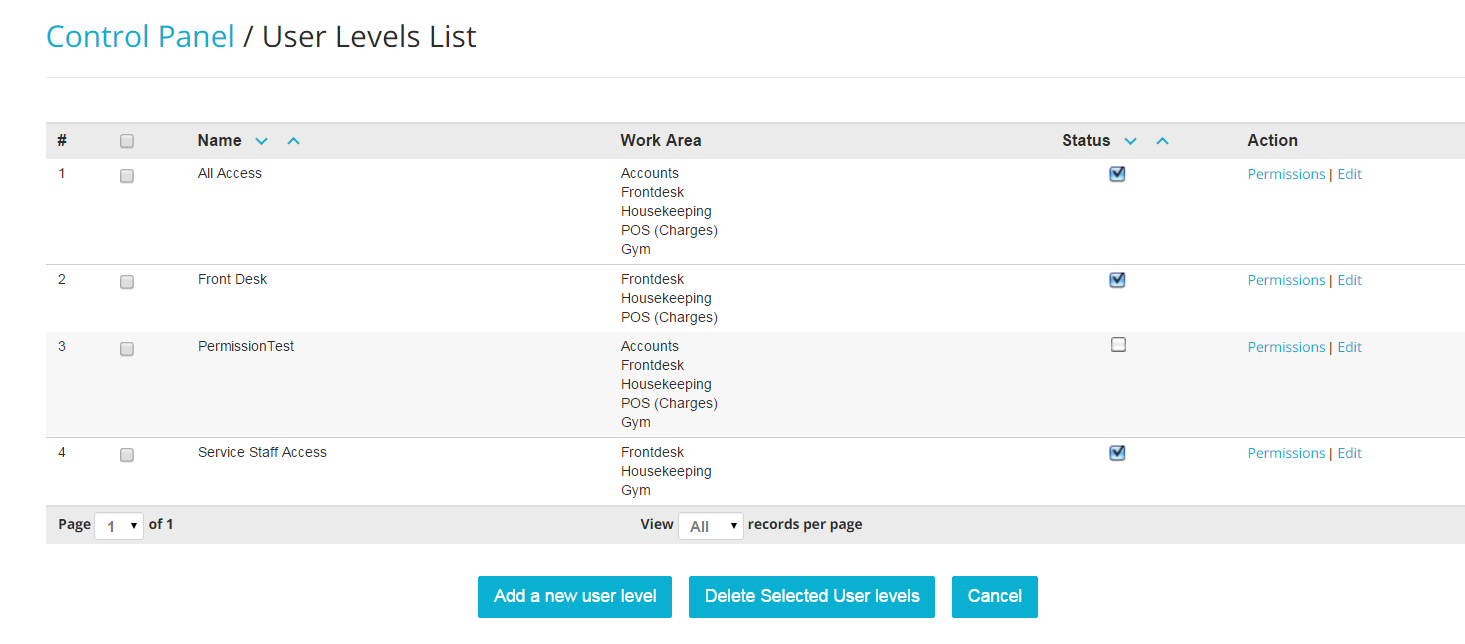 Control Panel / User Levels List
# Name Work Area Status Action
1 All Access Accounts Permissions | Edit
Frontdesk
Housekeeping
POS (Charges)
Gym
2 Front Desk Frontdesk Permissions | Edit
Housekeeping
POS (Charges)
3 PermissionTest Accounts Permissions | Edit
Frontdesk
Housekeeping
POS (Charges)
Gym
4 Service Staff Access Frontdesk Permissions | Edit
Housekeeping
Gym
Page 1 of 1 View All records per page
Add a new user level Delete Selected User levels Cancel